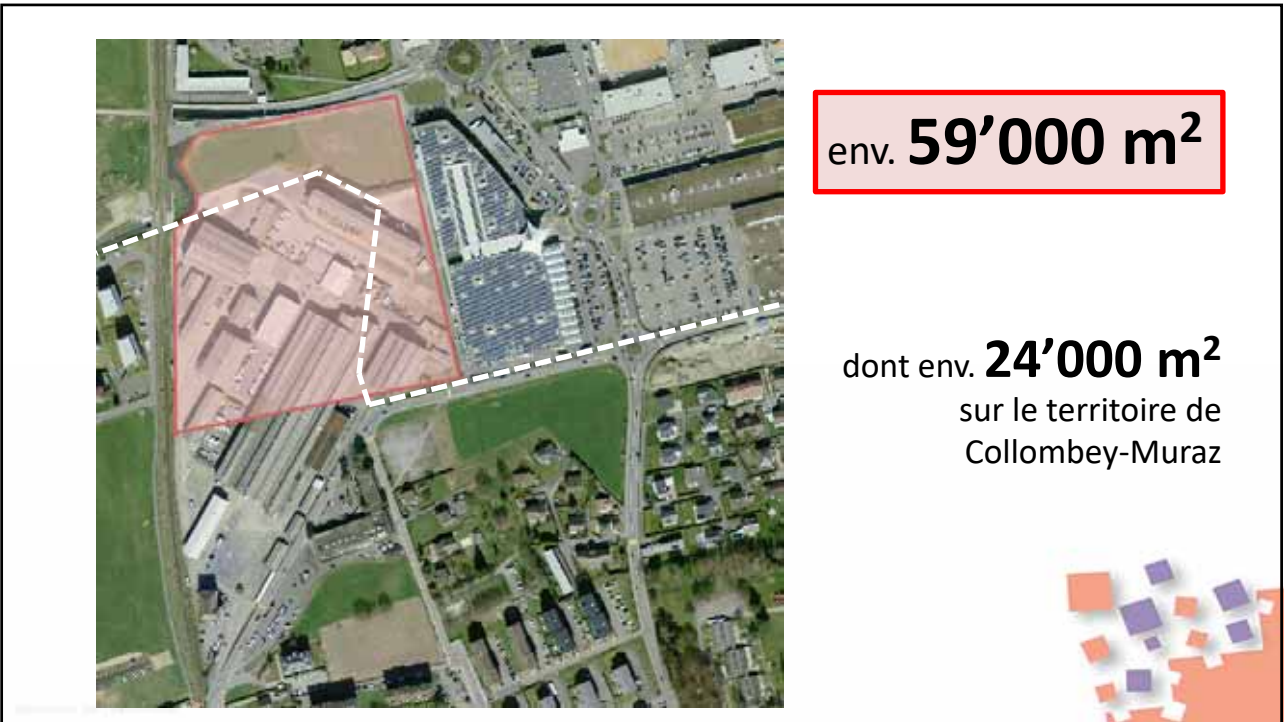 env. 59’000 m²
dont env. 24’000 m²
sur le territoire de
Collombey-Muraz